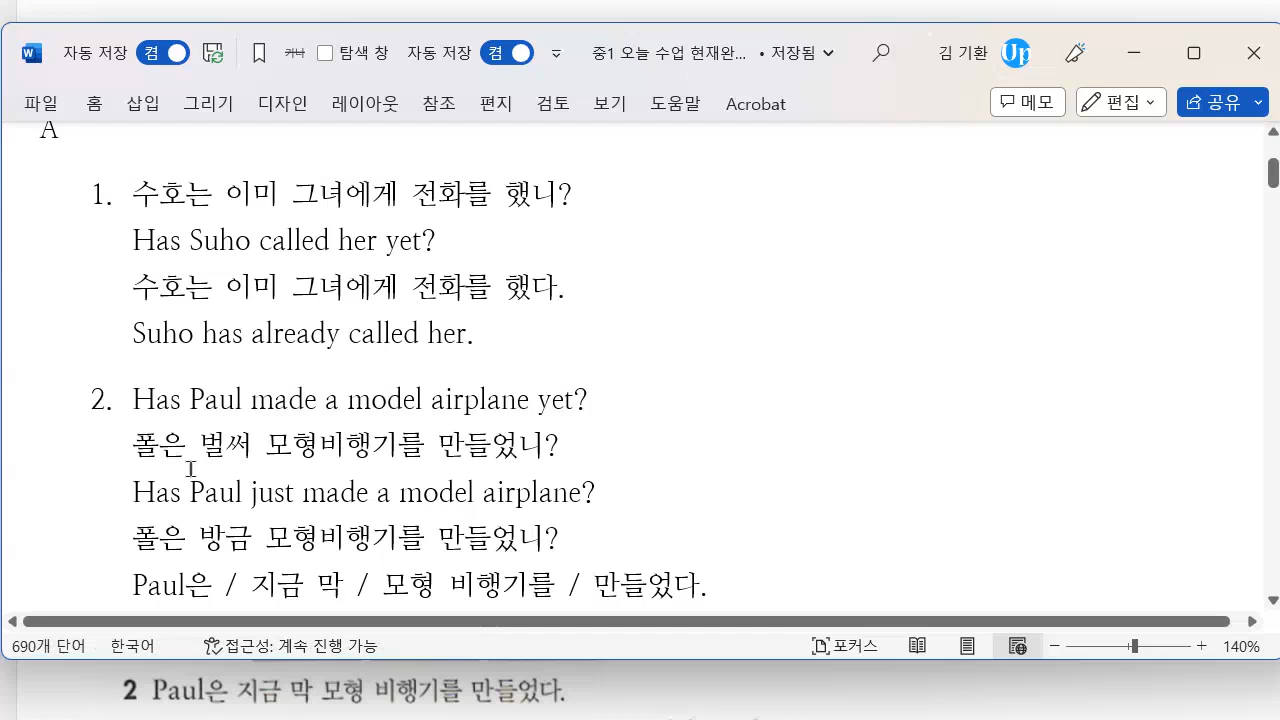 자동 저장 켬 가나 탐색 창 자동 저장 켬 중1 오늘 수업 현재완... • 저장됨 김 기환 Up
파일 홈 삽입 그리기 디자인 레이아웃 참조 편지 검토 보기 도움말 Acrobat 메모 편집 공유
A
1. 수호는 이미 그녀에게 전화를 했니?
Has Suho called her yet?
수호는 이미 그녀에게 전화를 했다.
Suho has already called her.
2. Has Paul made a model airplane yet?
폴은 벌써 모형비행기를 만들었니?
Has Paul just made a model airplane?
폴은 방금 모형비행기를 만들었니?
Paul은 / 지금 막 / 모형 비행기를 / 만들었다.
690개 단어 한국어 접근성: 계속 진행 가능 포커스 140%
2 Paul은 지금 막 모형 비행기를 만들었다.